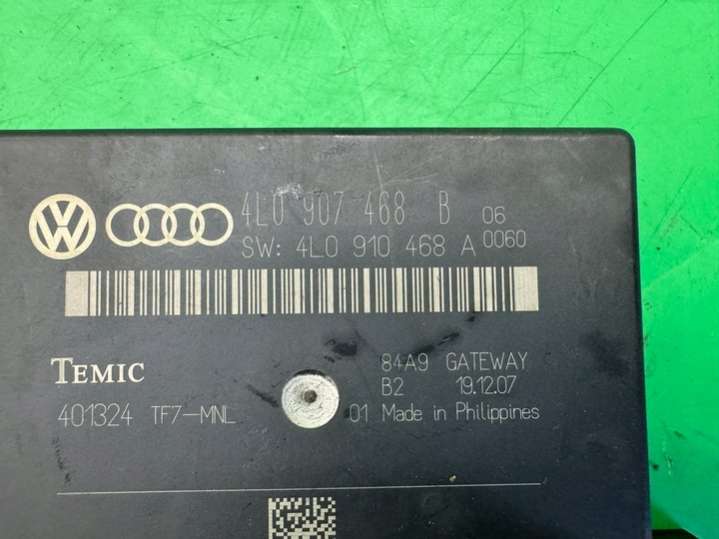 4L0 907 468 B 06
SW: 4L0 910 468 A 0060
TEMIC
84A9 GATEWAY
B2 19.12.07
401324 TF7-MNL
01 Made in Philippines